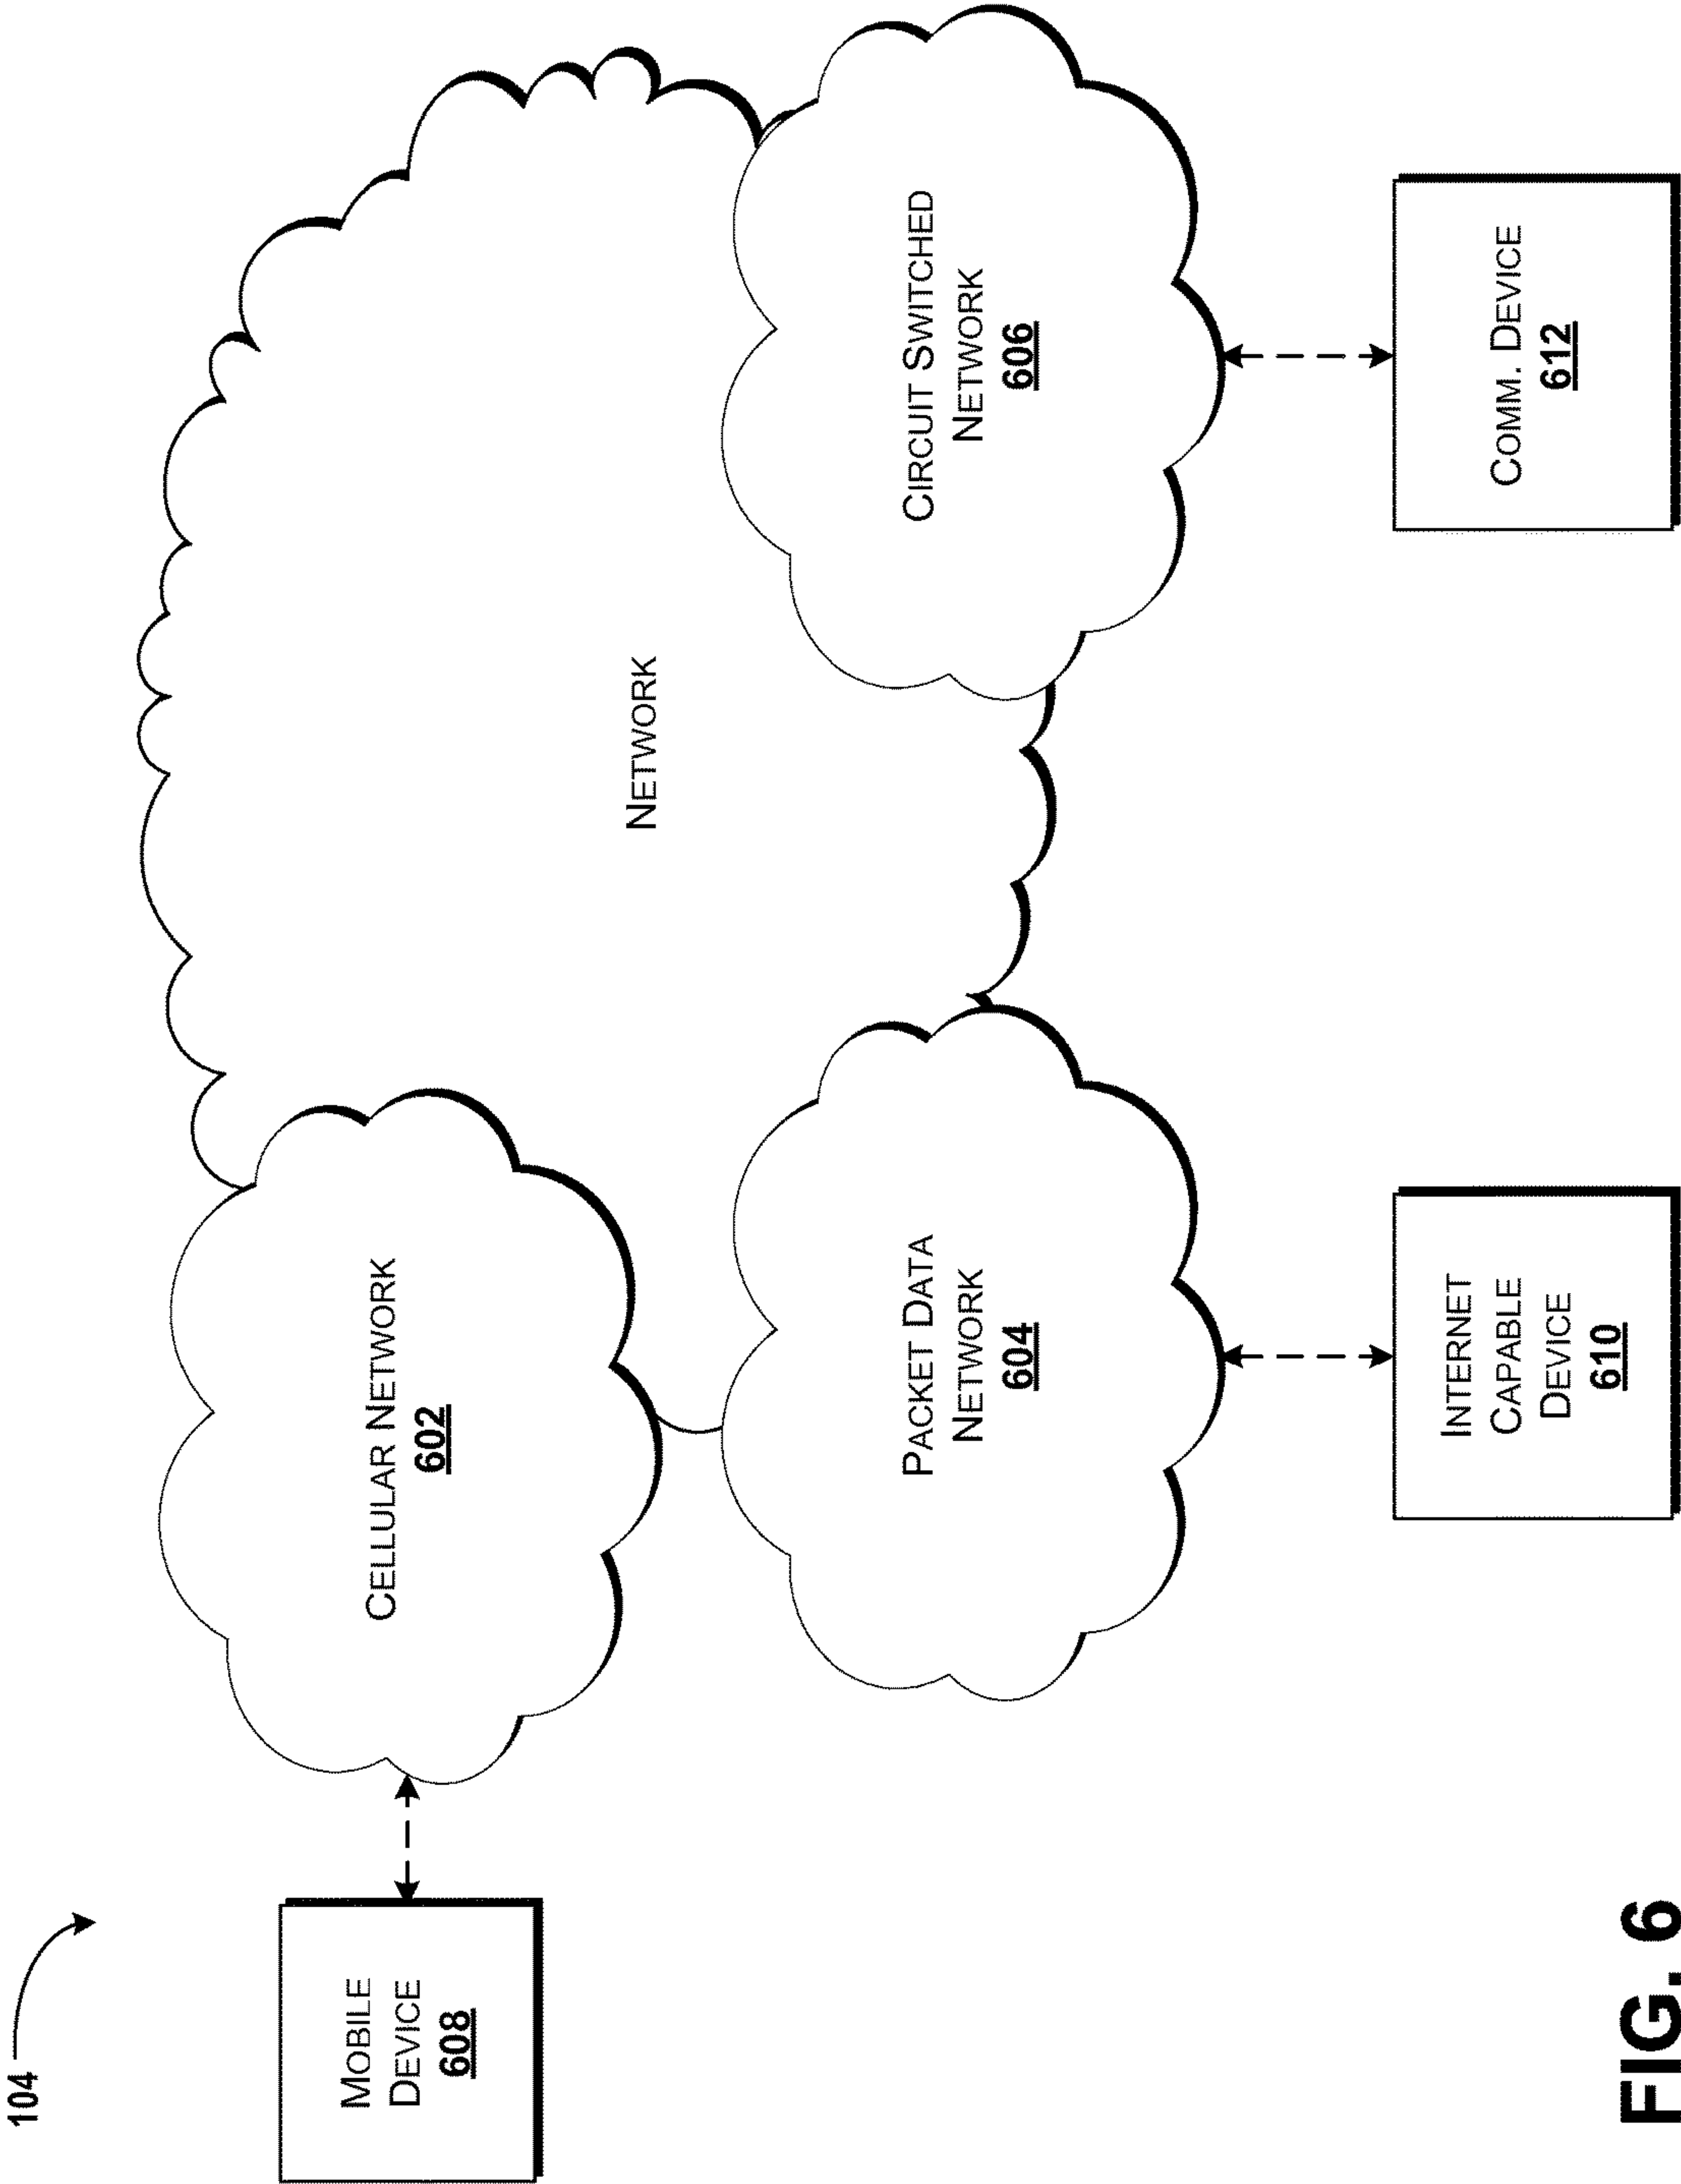 104
MOBILE
DEVICE
608
CELLULAR NETWORK
602
NETWORK
PACKET DATA
NETWORK
604
CIRCUIT SWITCHED
NETWORK
606
INTERNET
CAPABLE
DEVICE
610
COMM. DEVICE
612
FIG. 6